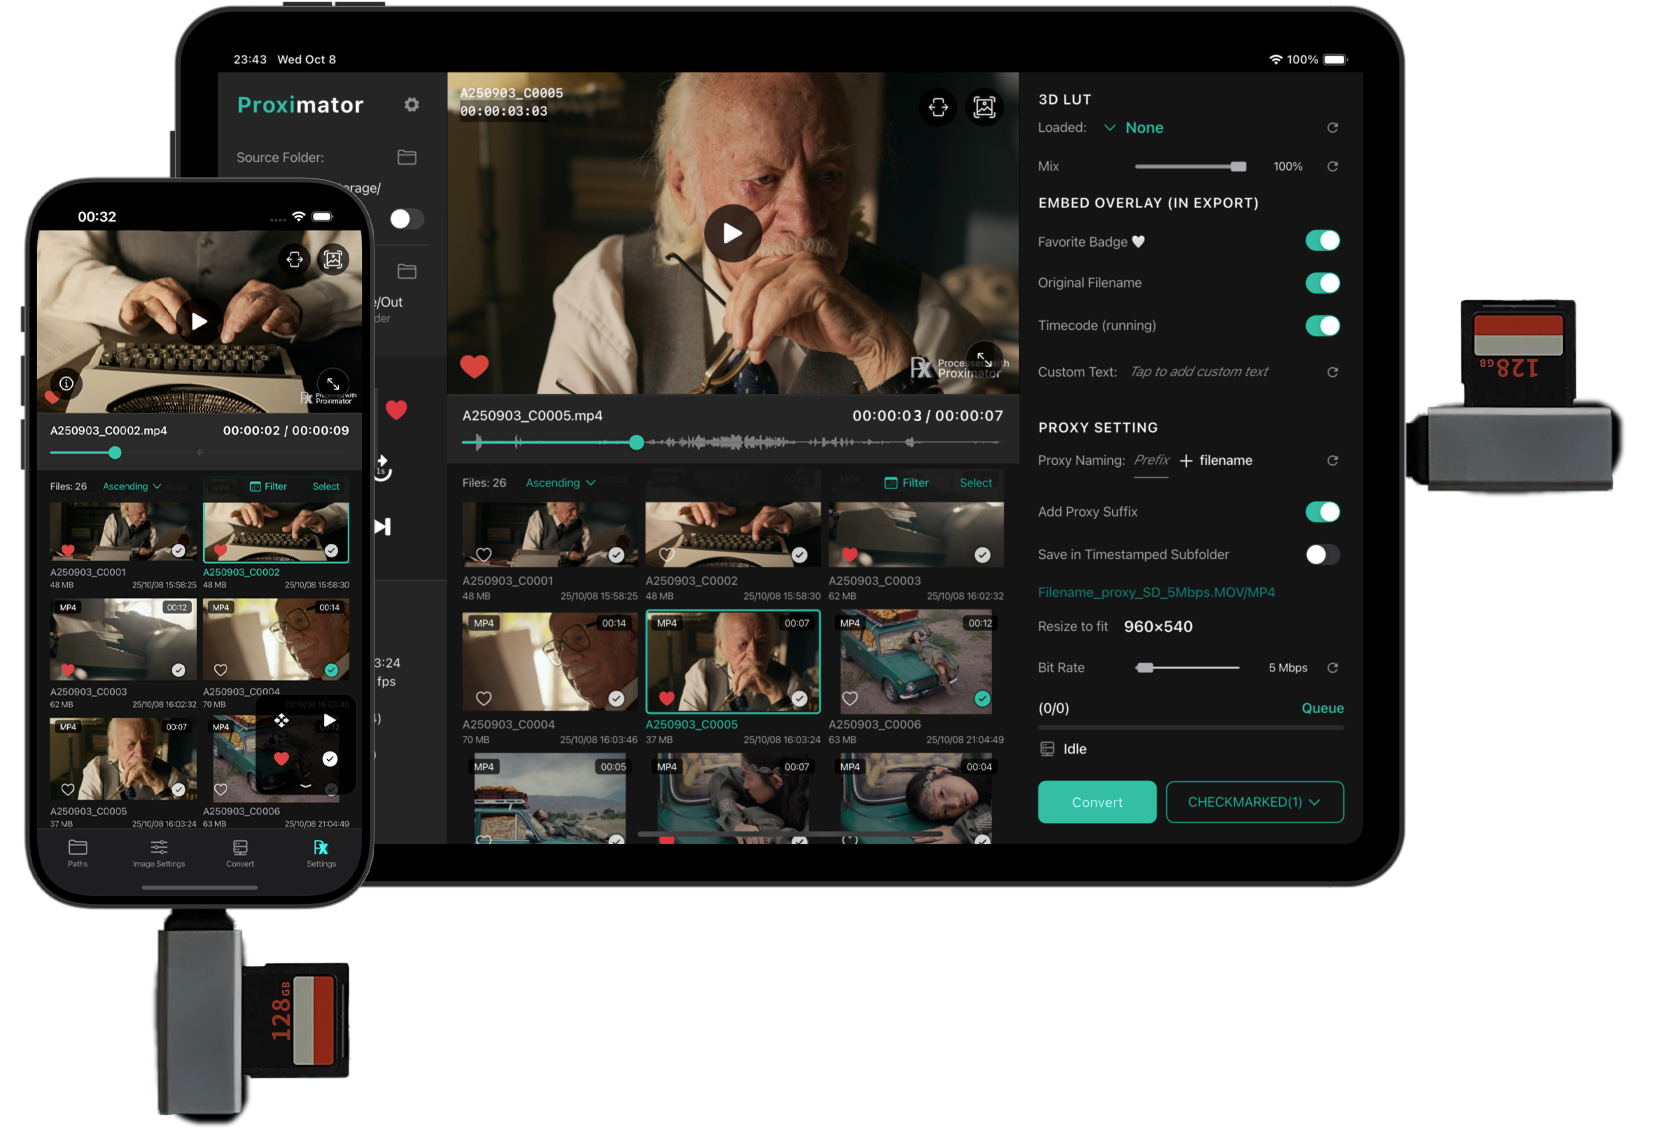 23:43 Wed Oct 8
100%
Proximator
Source Folder:
orage/
e/Out
der
1s
3:24
fps
A250903_C0005
00:00:03:03
Processed with
Proximator
A250903_C0005.mp4
00:00:03 / 00:00:07
Files: 26
Ascending
Filter
Select
A250903_C0001
48 MB
25/10/08 15:58:25
A250903_C0002
48 MB
25/10/08 15:58:30
A250903_C0003
62 MB
25/10/08 16:02:32
MP4
00:14
A250903_C0004
70 MB
25/10/08 16:03:46
MP4
00:07
A250903_C0005
37 MB
25/10/08 16:03:24
MP4
00:12
A250903_C0006
63 MB
25/10/08 21:04:49
MP4
00:05
MP4
00:07
MP4
00:04
3D LUT
Loaded:
None
Mix
100%
EMBED OVERLAY (IN EXPORT)
Favorite Badge
Original Filename
Timecode (running)
Custom Text: Tap to add custom text
PROXY SETTING
Proxy Naming: Prefix + filename
Add Proxy Suffix
Save in Timestamped Subfolder
Filename_proxy_SD_5Mbps.MOV/MP4
Resize to fit 960×540
Bit Rate
5 Mbps
(0/0)
Queue
Idle
Convert
CHECKMARKED(1)
00:32
Processed with
Proximator
A250903_C0002.mp4
00:00:02 / 00:00:09
Files: 26
Ascending
Filter
Select
A250903_C0001
48 MB
25/10/08 15:58:25
A250903_C0002
48 MB
25/10/08 15:58:30
MP4
00:12
A250903_C0003
62 MB
25/10/08 16:02:32
MP4
00:14
A250903_C0004
70 MB
MP4
00:07
A250903_C0005
37 MB
25/10/08 16:03:24
MP4
A250903_C0006
63 MB
25/10/08 21:04:49
Paths
Image Settings
Convert
Settings
128GB
128GB